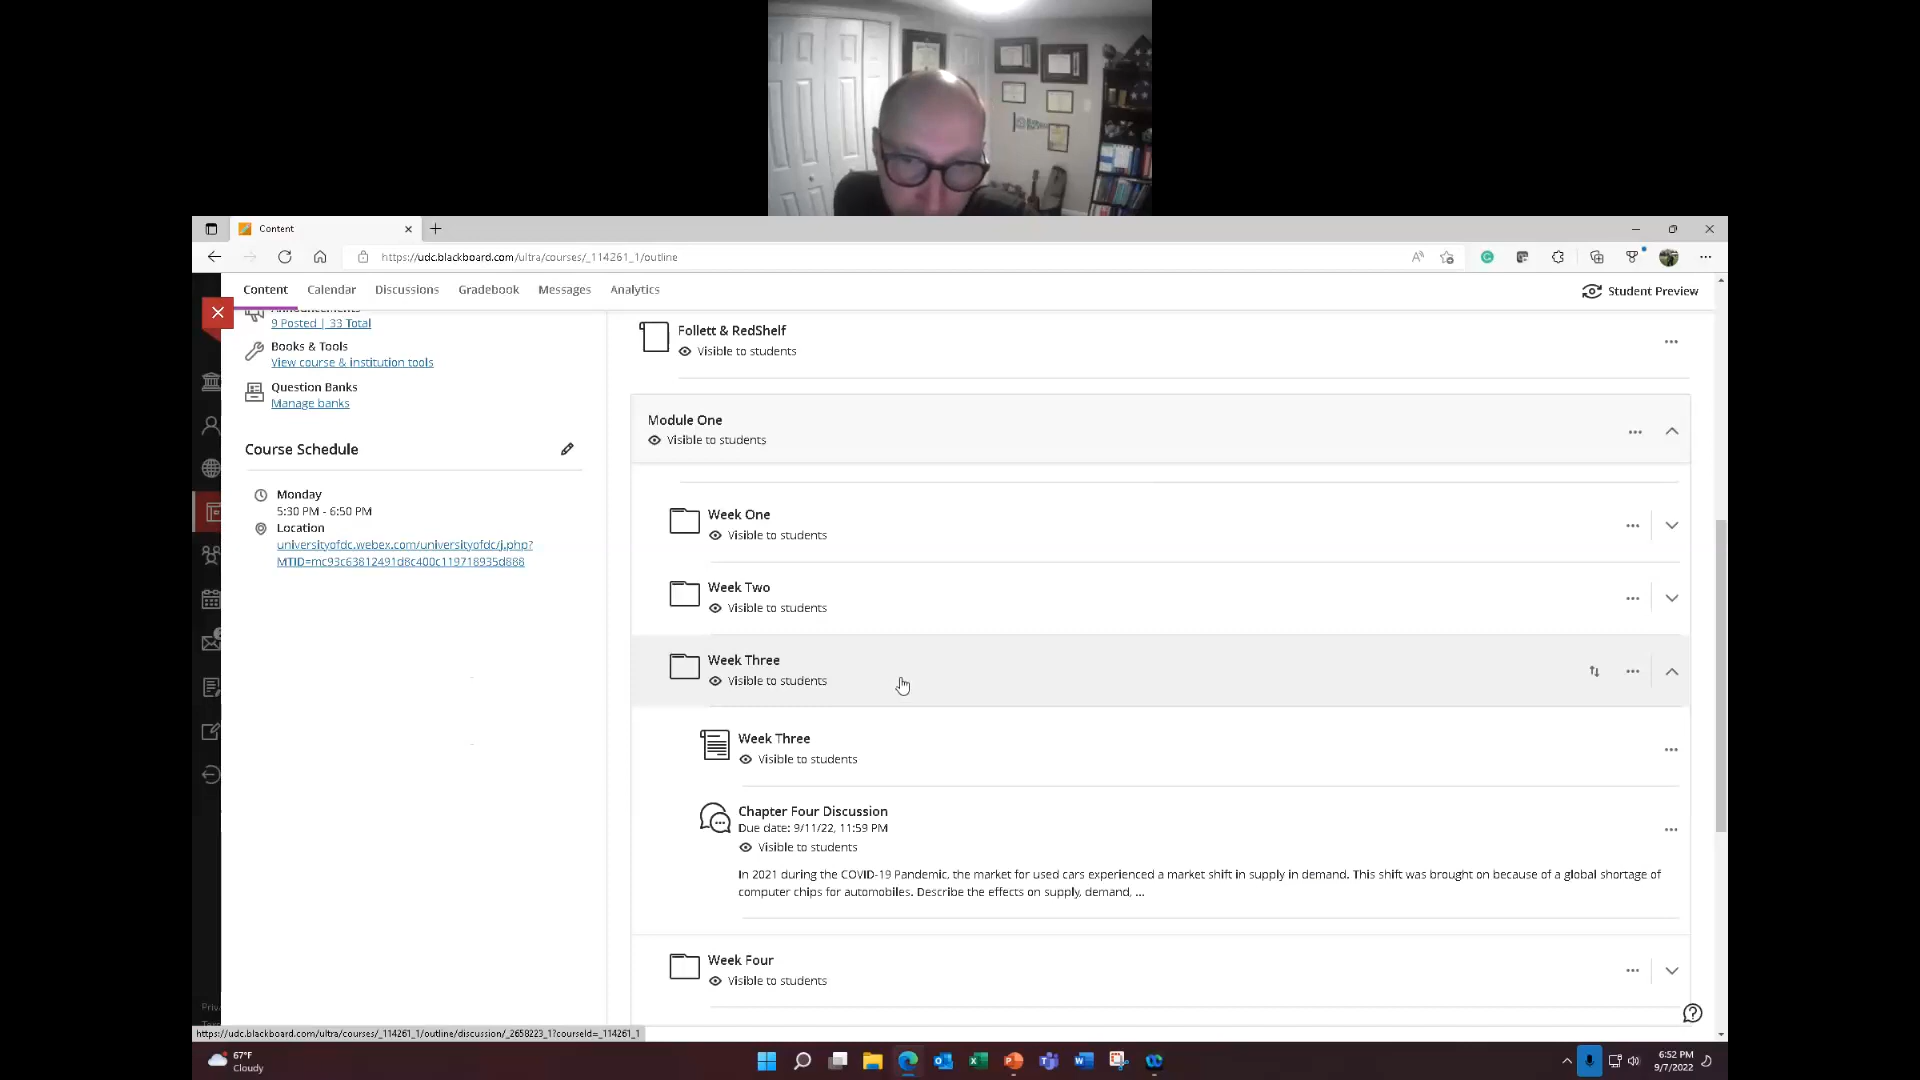 Content
https://udc.blackboard.com/ultra/courses/_114261_1/outline
Content
Calendar
Discussions
Gradebook
Messages
Analytics
Student Preview
Announcements
9 Posted | 33 Total
Books & Tools
View course & institution tools
Question Banks
Manage banks
Course Schedule
Monday
5:30 PM - 6:50 PM
Location
universityofdc.webex.com/universityofdc/j.php?
MTID=mc93c63812491d8c400c119718935d888
Follett & RedShelf
Visible to students
Module One
Visible to students
Week One
Visible to students
Week Two
Visible to students
Week Three
Visible to students
Week Three
Visible to students
Chapter Four Discussion
Due date: 9/11/22, 11:59 PM
Visible to students
In 2021 during the COVID-19 Pandemic, the market for used cars experienced a market shift in supply in demand. This shift was brought on because of a global shortage of
computer chips for automobiles. Describe the effects on supply, demand, ...
Week Four
Visible to students
https://udc.blackboard.com/ultra/courses/_114261_1/outline/discussion/_2658223_1?courseId=_114261_1
67°F
Cloudy
6:52 PM
9/7/2022